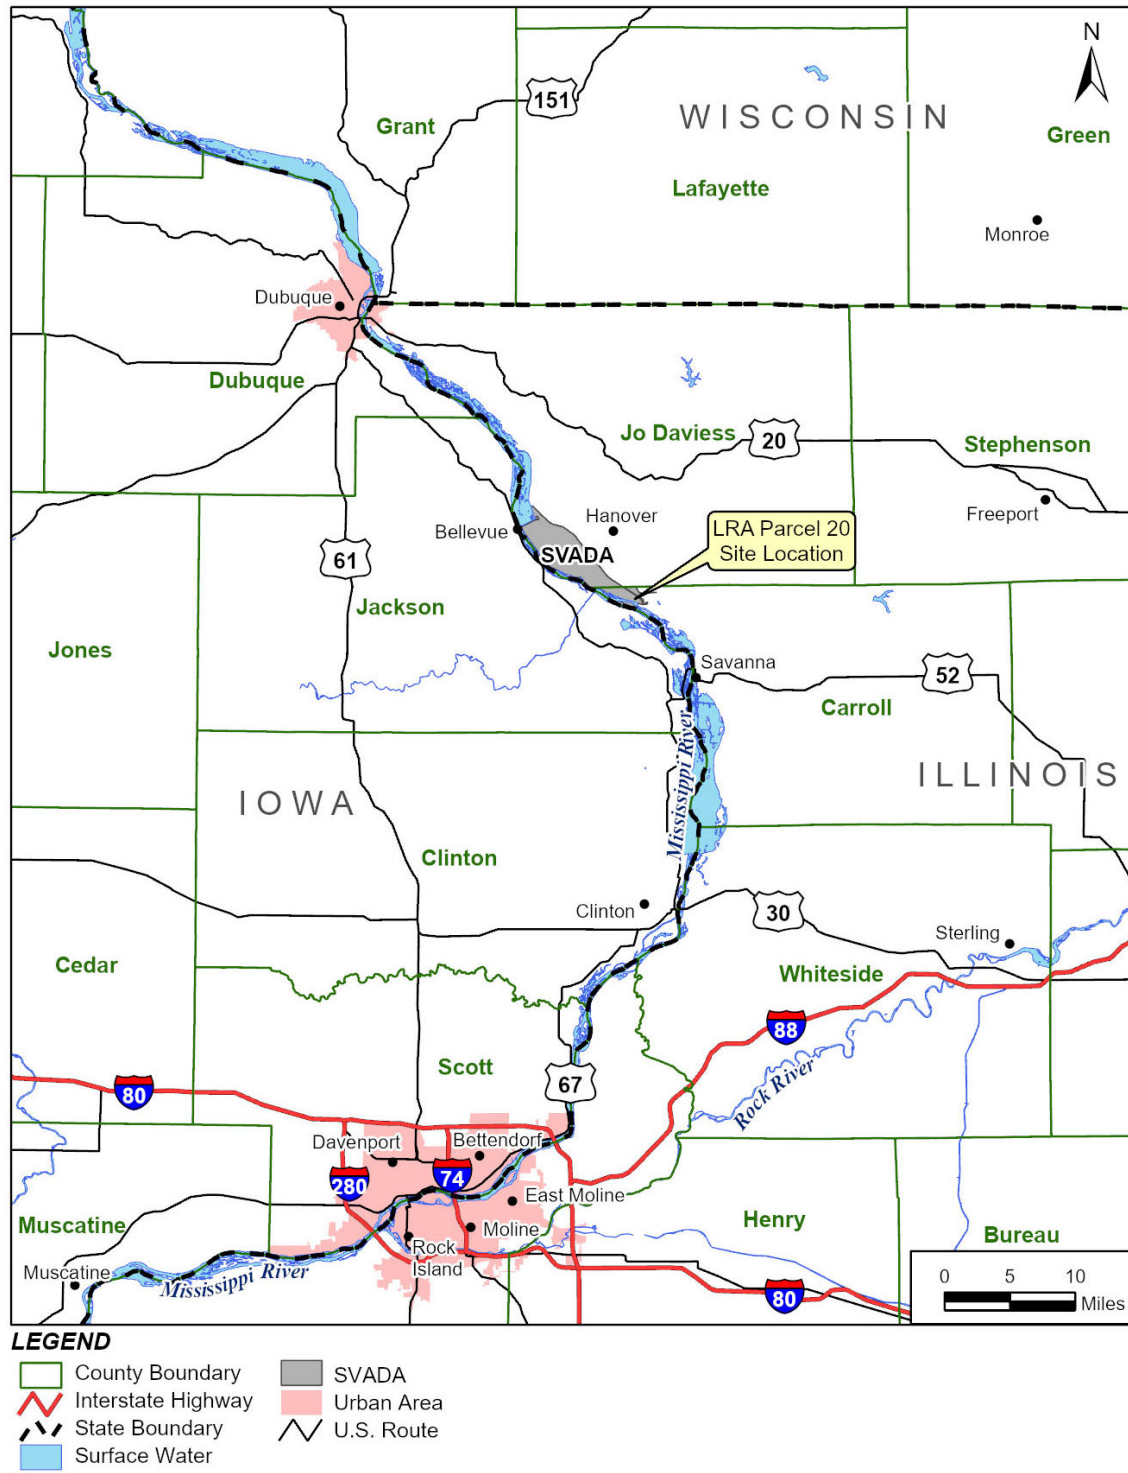 N
151
WISCONSIN
Grant
Green
Lafayette
Monroe
Dubuque
Dubuque
Jo Daviess
20
Stephenson
Freeport
Hanover
Bellevue
LRA Parcel 20
Site Location
SVADA
61
Jackson
Jones
Savanna
52
Carroll
Mississippi River
ILLINOIS
IOWA
Clinton
Clinton
30
Sterling
Cedar
Whiteside
88
Scott
67
80
Rock River
Davenport
Bettendorf
74
280
East Moline
Muscatine
Moline
Henry
Rock
Island
Bureau
Muscatine
Mississippi River
80
0 5 10
Miles
LEGEND
County Boundary
Interstate Highway
State Boundary
Surface Water
SVADA
Urban Area
U.S. Route